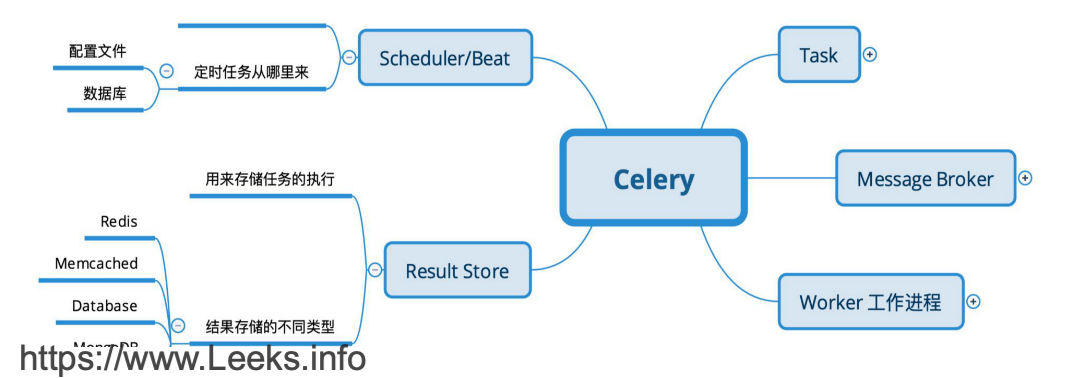 Celery
Task
Message Broker
Worker 工作进程
Scheduler/Beat
定时任务从哪里来
配置文件
数据库
Result Store
用来存储任务的执行
结果存储的不同类型
Redis
Memcached
Database
MongoDB
https://www.Leeks.info